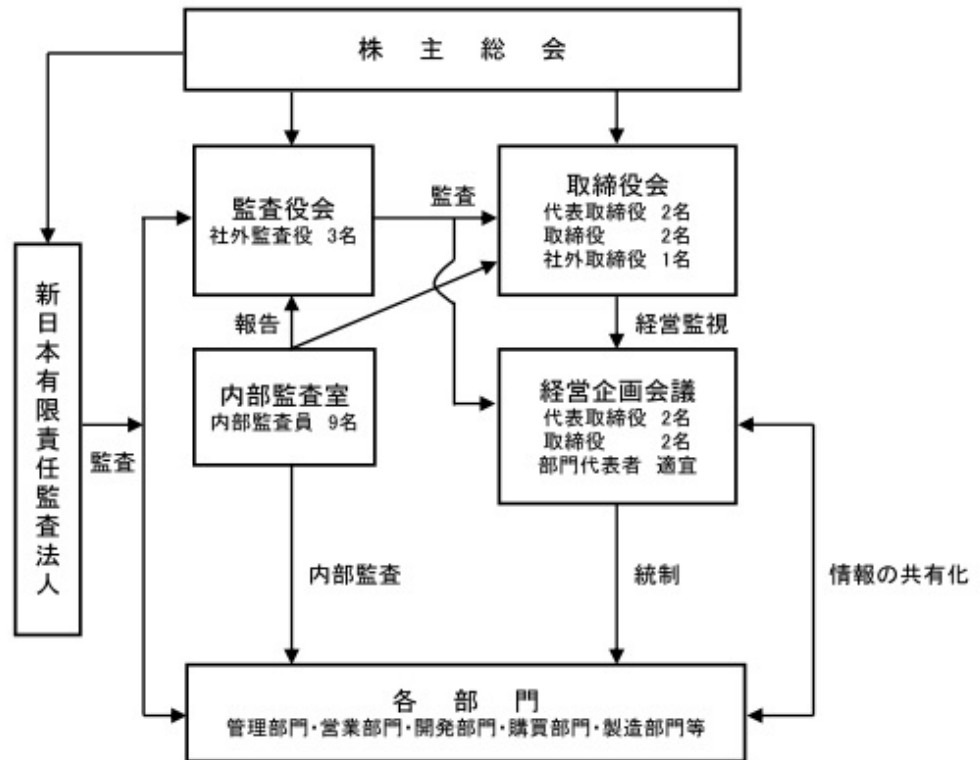 株 主 総 会
監査役会
社外監査役 3名
監査
取締役会
代表取締役 2名
取締役 2名
社外取締役 1名
新日本有限責任監査法人
報告
経営監視
内部監査室
内部監査員 9名
経営企画会議
代表取締役 2名
取締役 2名
部門代表者 適宜
監査
内部監査
統制
情報の共有化
各 部 門
管理部門・営業部門・開発部門・購買部門・製造部門等